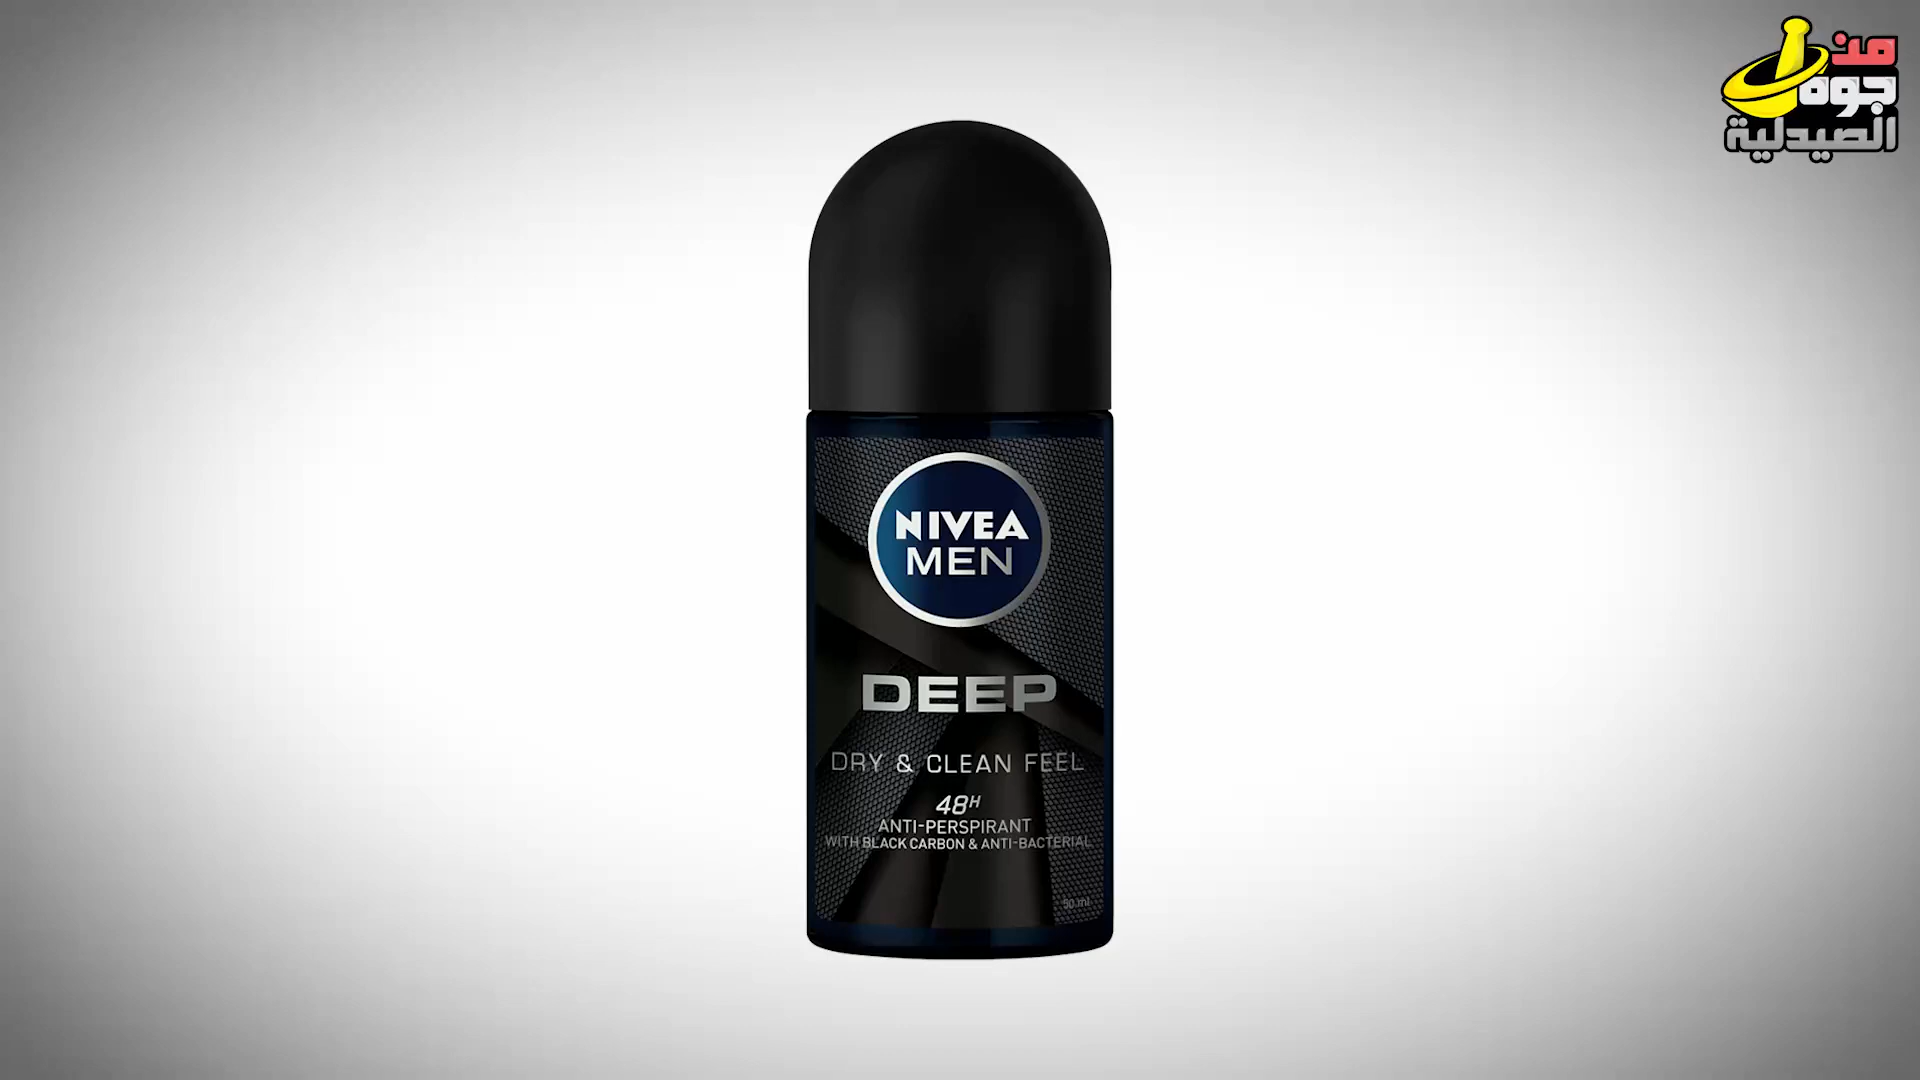 من
جوه
الصيدلية
NIVEA
MEN
DEEP
DRY & CLEAN FEEL
48H
ANTI-PERSPIRANT
WITH BLACK CARBON & ANTI-BACTERIAL
50 ml